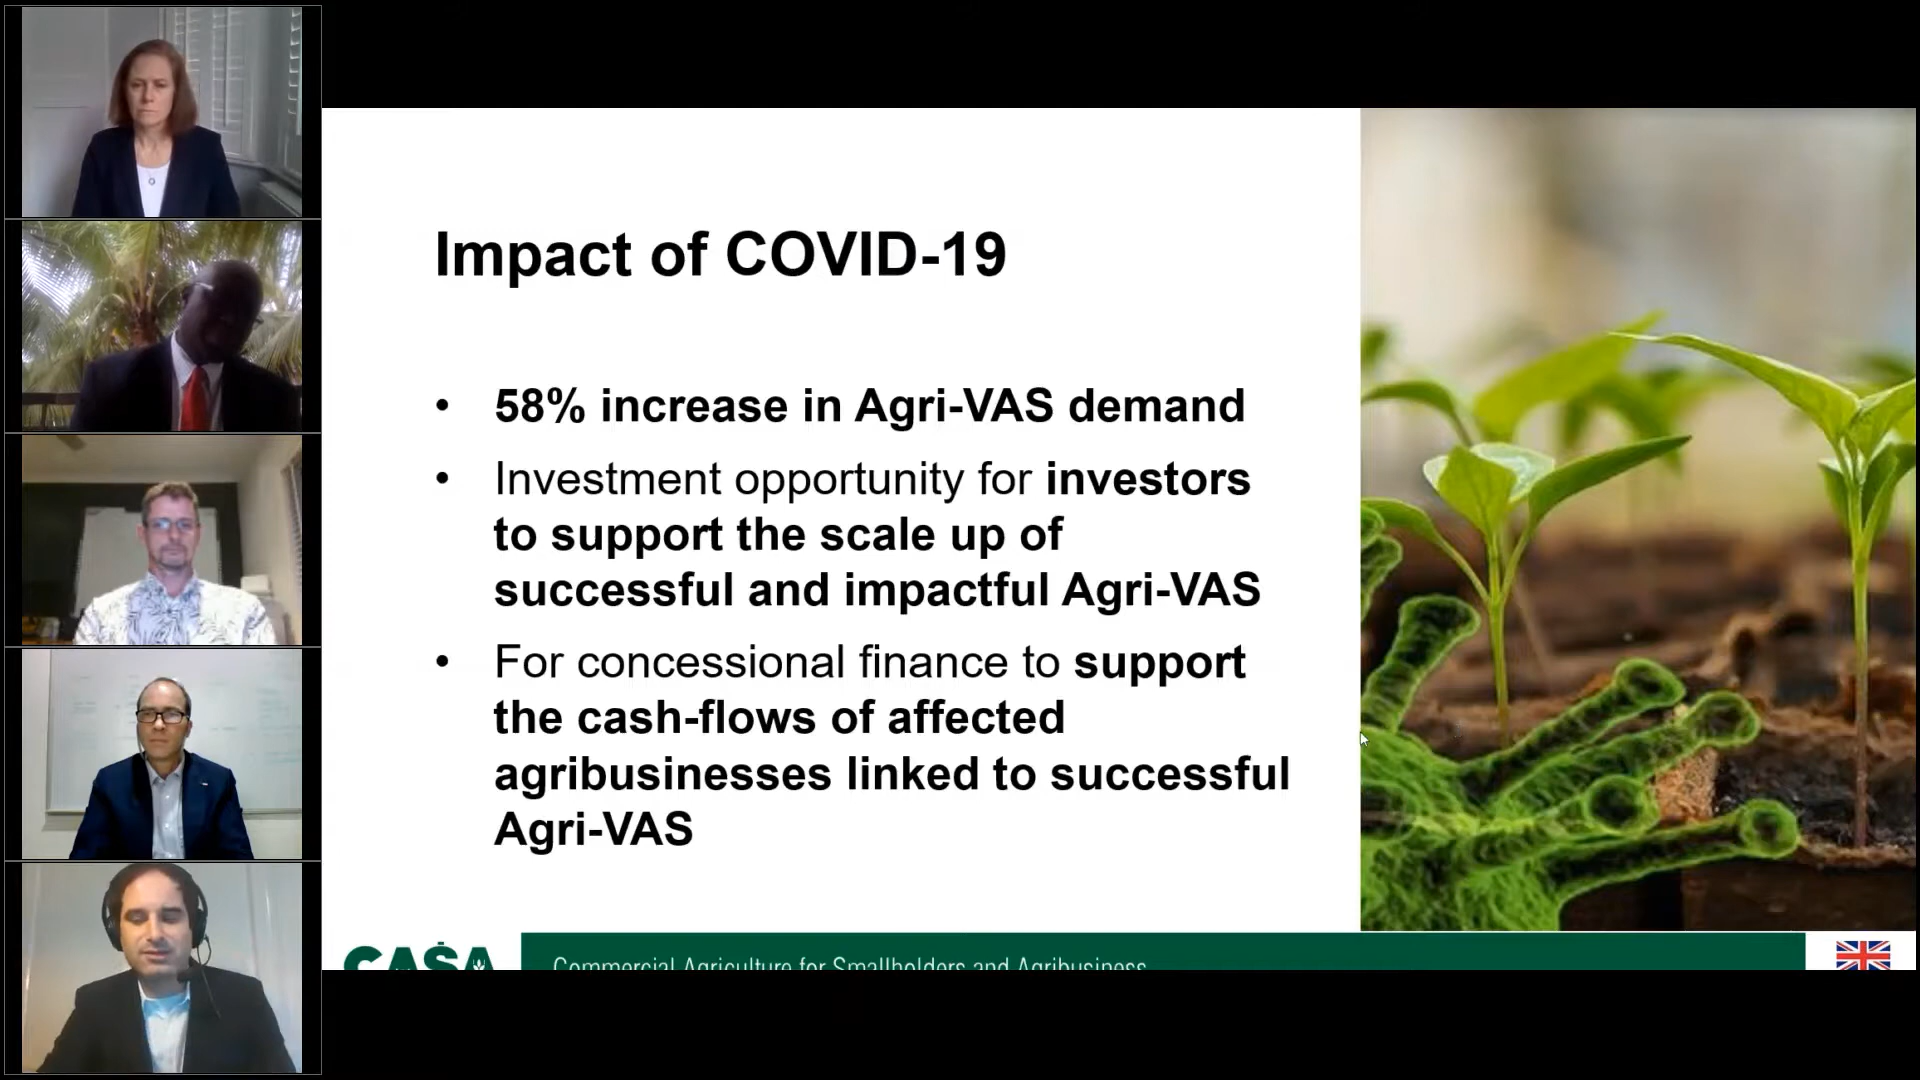 Impact of COVID-19
• 58% increase in Agri-VAS demand
• Investment opportunity for investors
to support the scale up of
successful and impactful Agri-VAS
• For concessional finance to support
the cash-flows of affected
agribusinesses linked to successful
Agri-VAS
CASA
Commercial Agriculture for Smallholders and Agribusiness